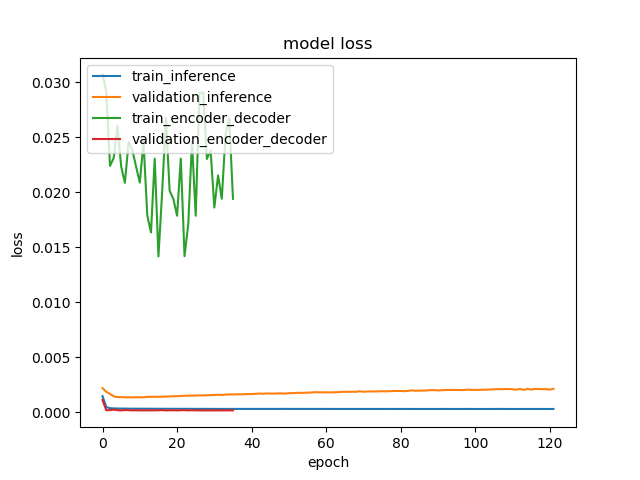 model loss
train_inference
validation_inference
train_encoder_decoder
validation_encoder_decoder
loss
0.030
0.025
0.020
0.015
0.010
0.005
0.000
0 20 40 60 80 100 120
epoch